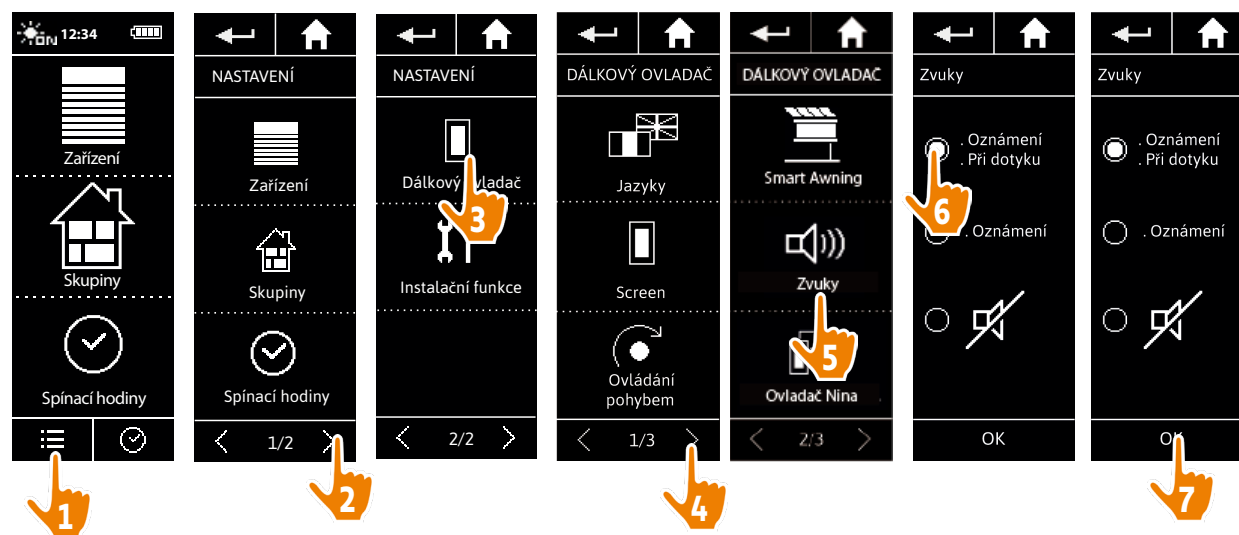 ON 12:34
Zařízení
Skupiny
Spínací hodiny
1
NASTAVENÍ
Zařízení
Skupiny
Spínací hodiny
1/2
2
NASTAVENÍ
Dálkový ovladač
3
Instalační funkce
2/2
DÁLKOVÝ OVLADAČ
Jazyky
Screen
Ovládání
pohybem
1/3
4
DÁLKOVÝ OVLADAČ
Smart Awning
Zvuky
5
Ovladač Nina
2/3
Zvuky
. Oznámení
. Při dotyku
6
. Oznámení
OK
Zvuky
. Oznámení
. Při dotyku
. Oznámení
OK
7